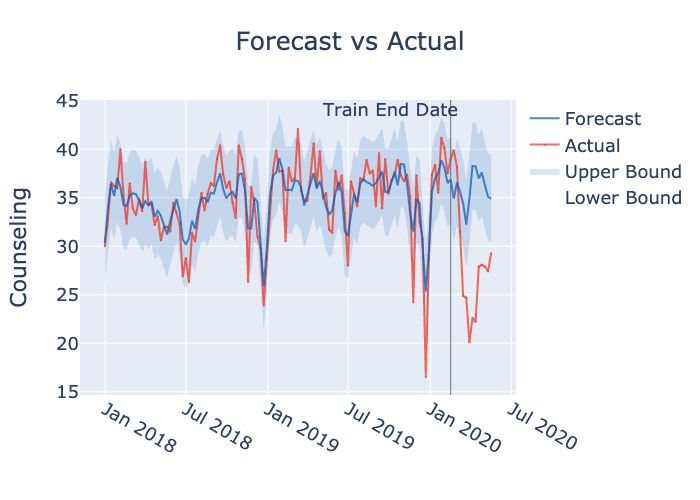 Forecast vs Actual
45
40
35
30
25
20
15
Counseling
Train End Date
Forecast
Actual
Upper Bound
Lower Bound
Jan 2018
Jul 2018
Jan 2019
Jul 2019
Jan 2020
Jul 2020